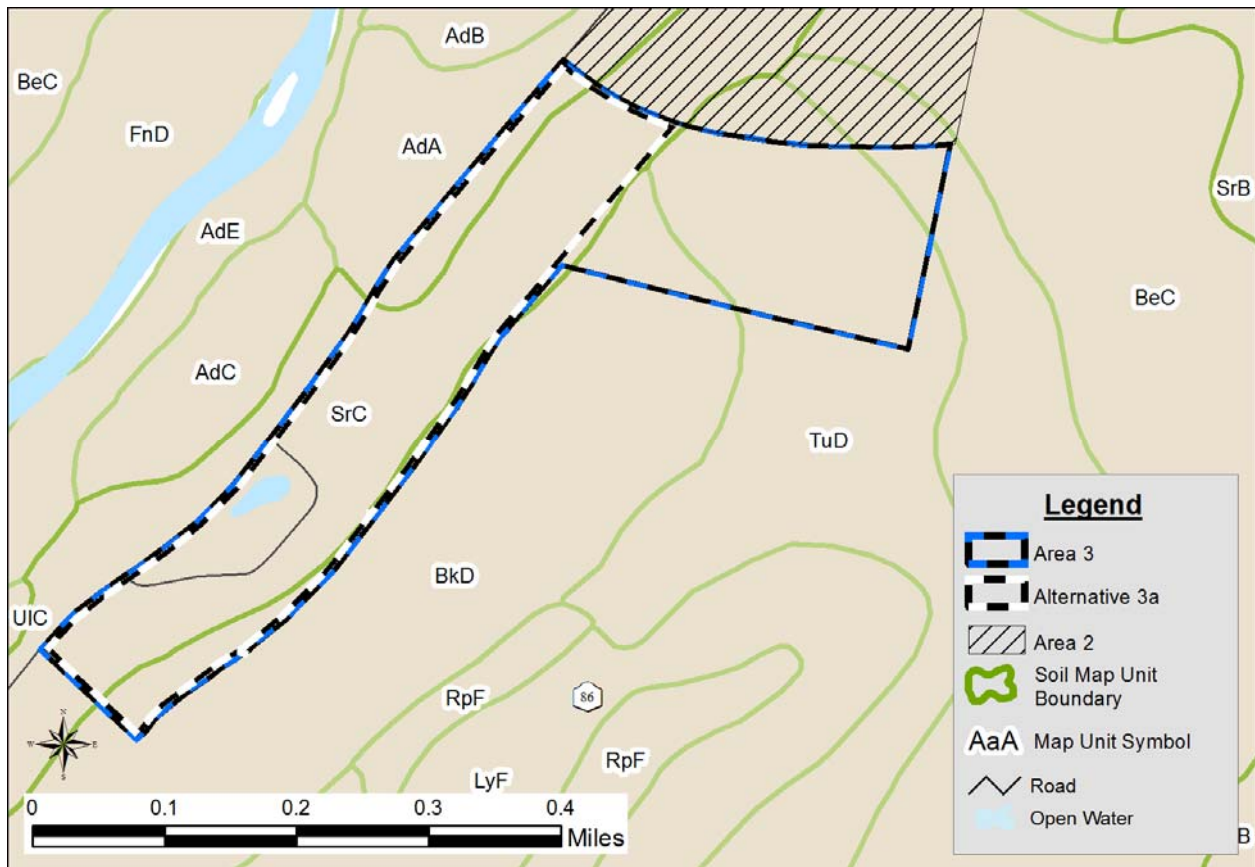 AdB
BeC
FnD
AdA
SrB
AdE
BeC
AdC
SrC
TuD
BkD
UIC
RpF
86
RpF
LyF
N
W E
S
0 0.1 0.2 0.3 0.4
Miles
Legend
Area 3
Alternative 3a
Area 2
Soil Map Unit
Boundary
AaA Map Unit Symbol
Road
Open Water
B